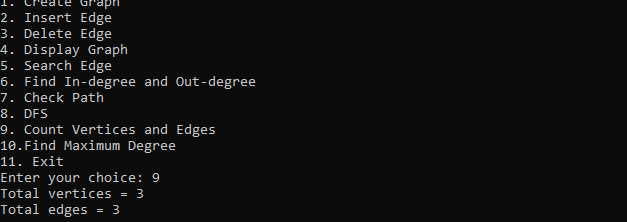 1. Create Graph
2. Insert Edge
3. Delete Edge
4. Display Graph
5. Search Edge
6. Find In-degree and Out-degree
7. Check Path
8. DFS
9. Count Vertices and Edges
10.Find Maximum Degree
11. Exit
Enter your choice: 9
Total vertices = 3
Total edges = 3